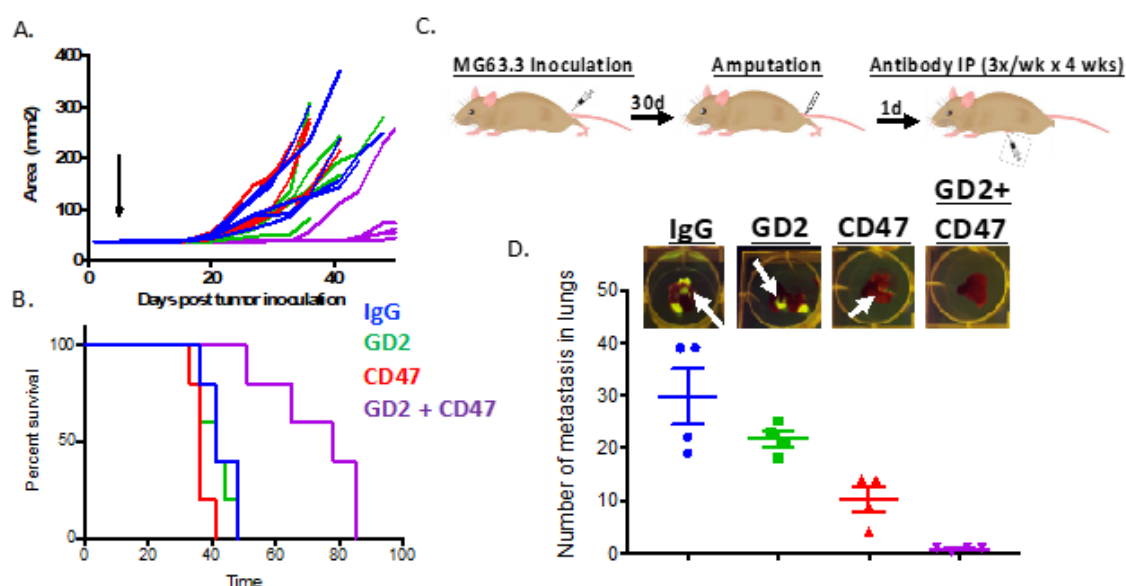 A.
400
300
200
100
0
Area (mm2)
0 20 40
Days post tumor inoculation
B.
IgG
GD2
CD47
GD2 + CD47
100
50
0
Percent survival
0 20 40 60 80 100
Time
C.
MG63.3 Inoculation
30d
Amputation
1d
Antibody IP (3x/wk x 4 wks)
D.
IgG
GD2
CD47
GD2+
CD47
50
40
30
20
10
0
Number of metastasis in lungs